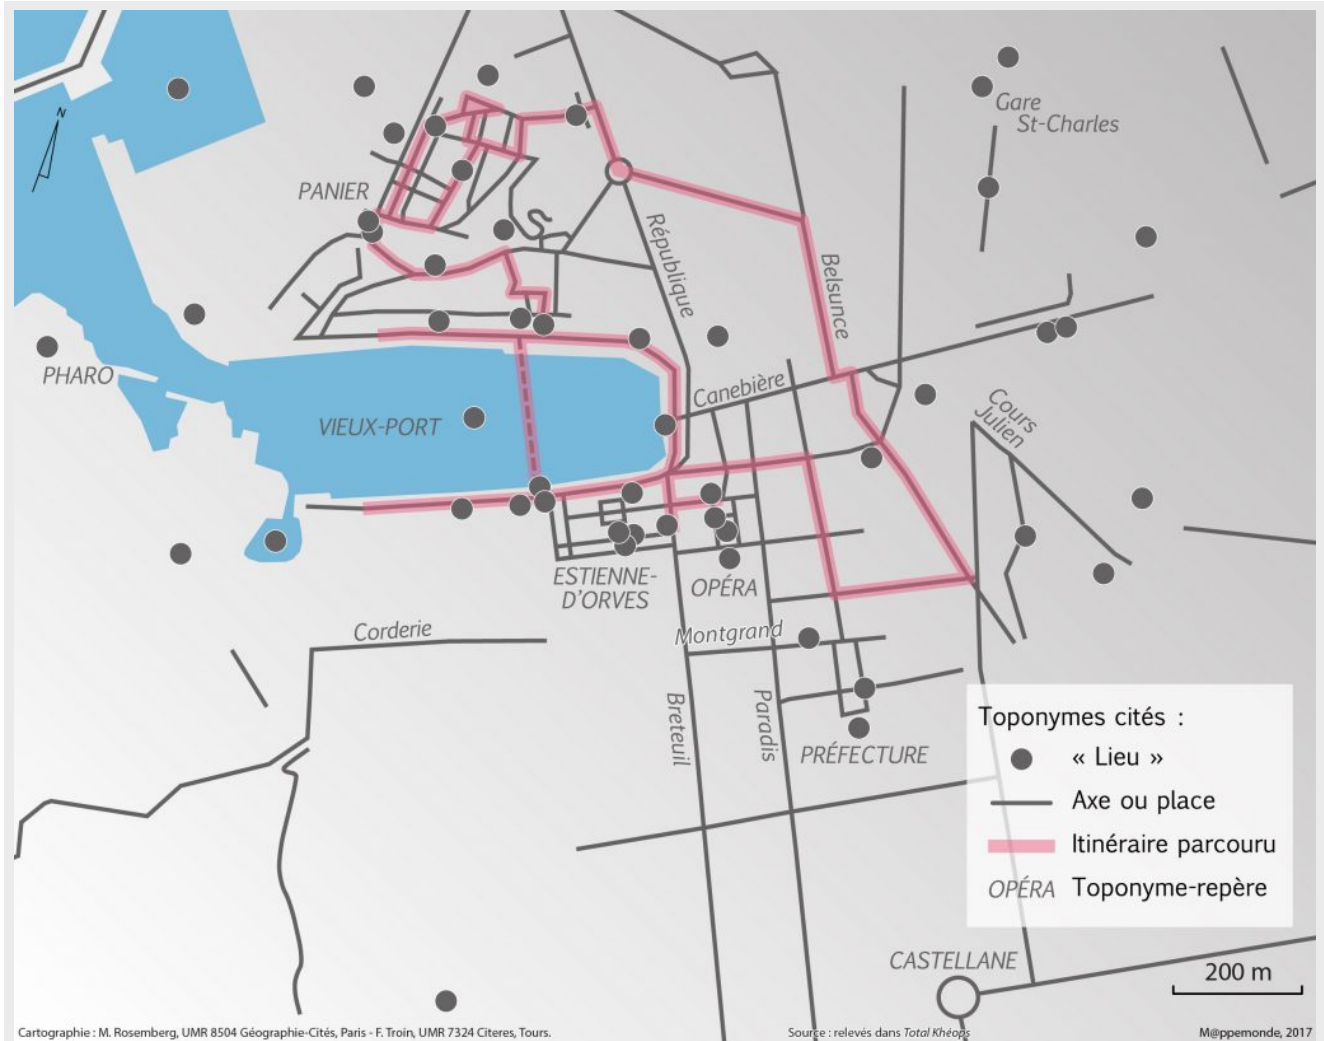 N
Gare
St-Charles
PANIER
République
Belsunce
PHARO
Canebière
VIEUX-PORT
Cours
Julien
ESTIENNE-
D'ORVES
OPÉRA
Corderie
Montgrand
Breteuil
Paradis
PRÉFECTURE
Toponymes cités :
« Lieu »
Axe ou place
Itinéraire parcouru
OPÉRA Toponyme-repère
CASTELLANE
200 m
Cartographie : M. Rosemberg, UMR 8504 Géographie-Cités, Paris - F. Troin, UMR 7324 Citeres, Tours.
Source : relevés dans Total Khéops
M@ppemonde, 2017